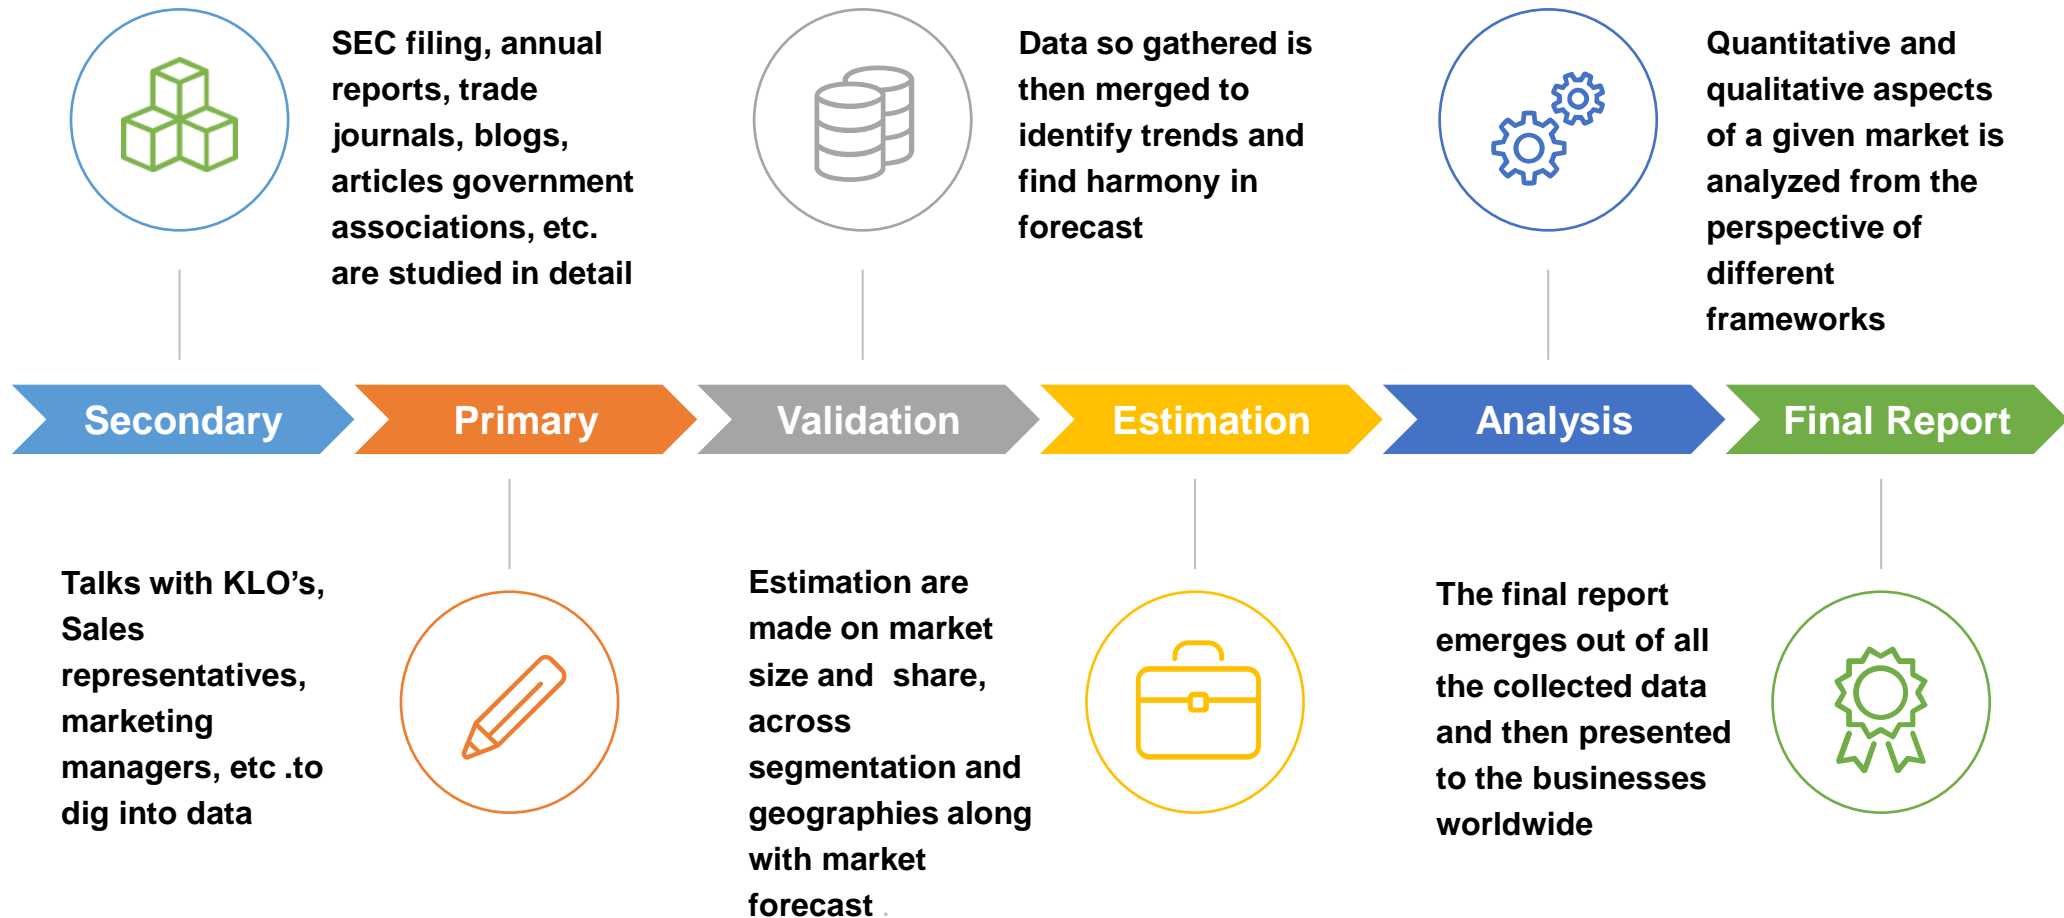 SEC filing, annual
reports, trade
journals, blogs,
articles government
associations, etc.
are studied in detail
Data so gathered is
then merged to
identify trends and
find harmony in
forecast
Quantitative and
qualitative aspects
of a given market is
analyzed from the
perspective of
different
frameworks
Secondary
Primary
Validation
Estimation
Analysis
Final Report
Talks with KLO’s,
Sales
representatives,
marketing
managers, etc .to
dig into data
Estimation are
made on market
size and  share,
across
segmentation and
geographies along
with market
forecast .
The final report
emerges out of all
the collected data
and then presented
to the businesses
worldwide